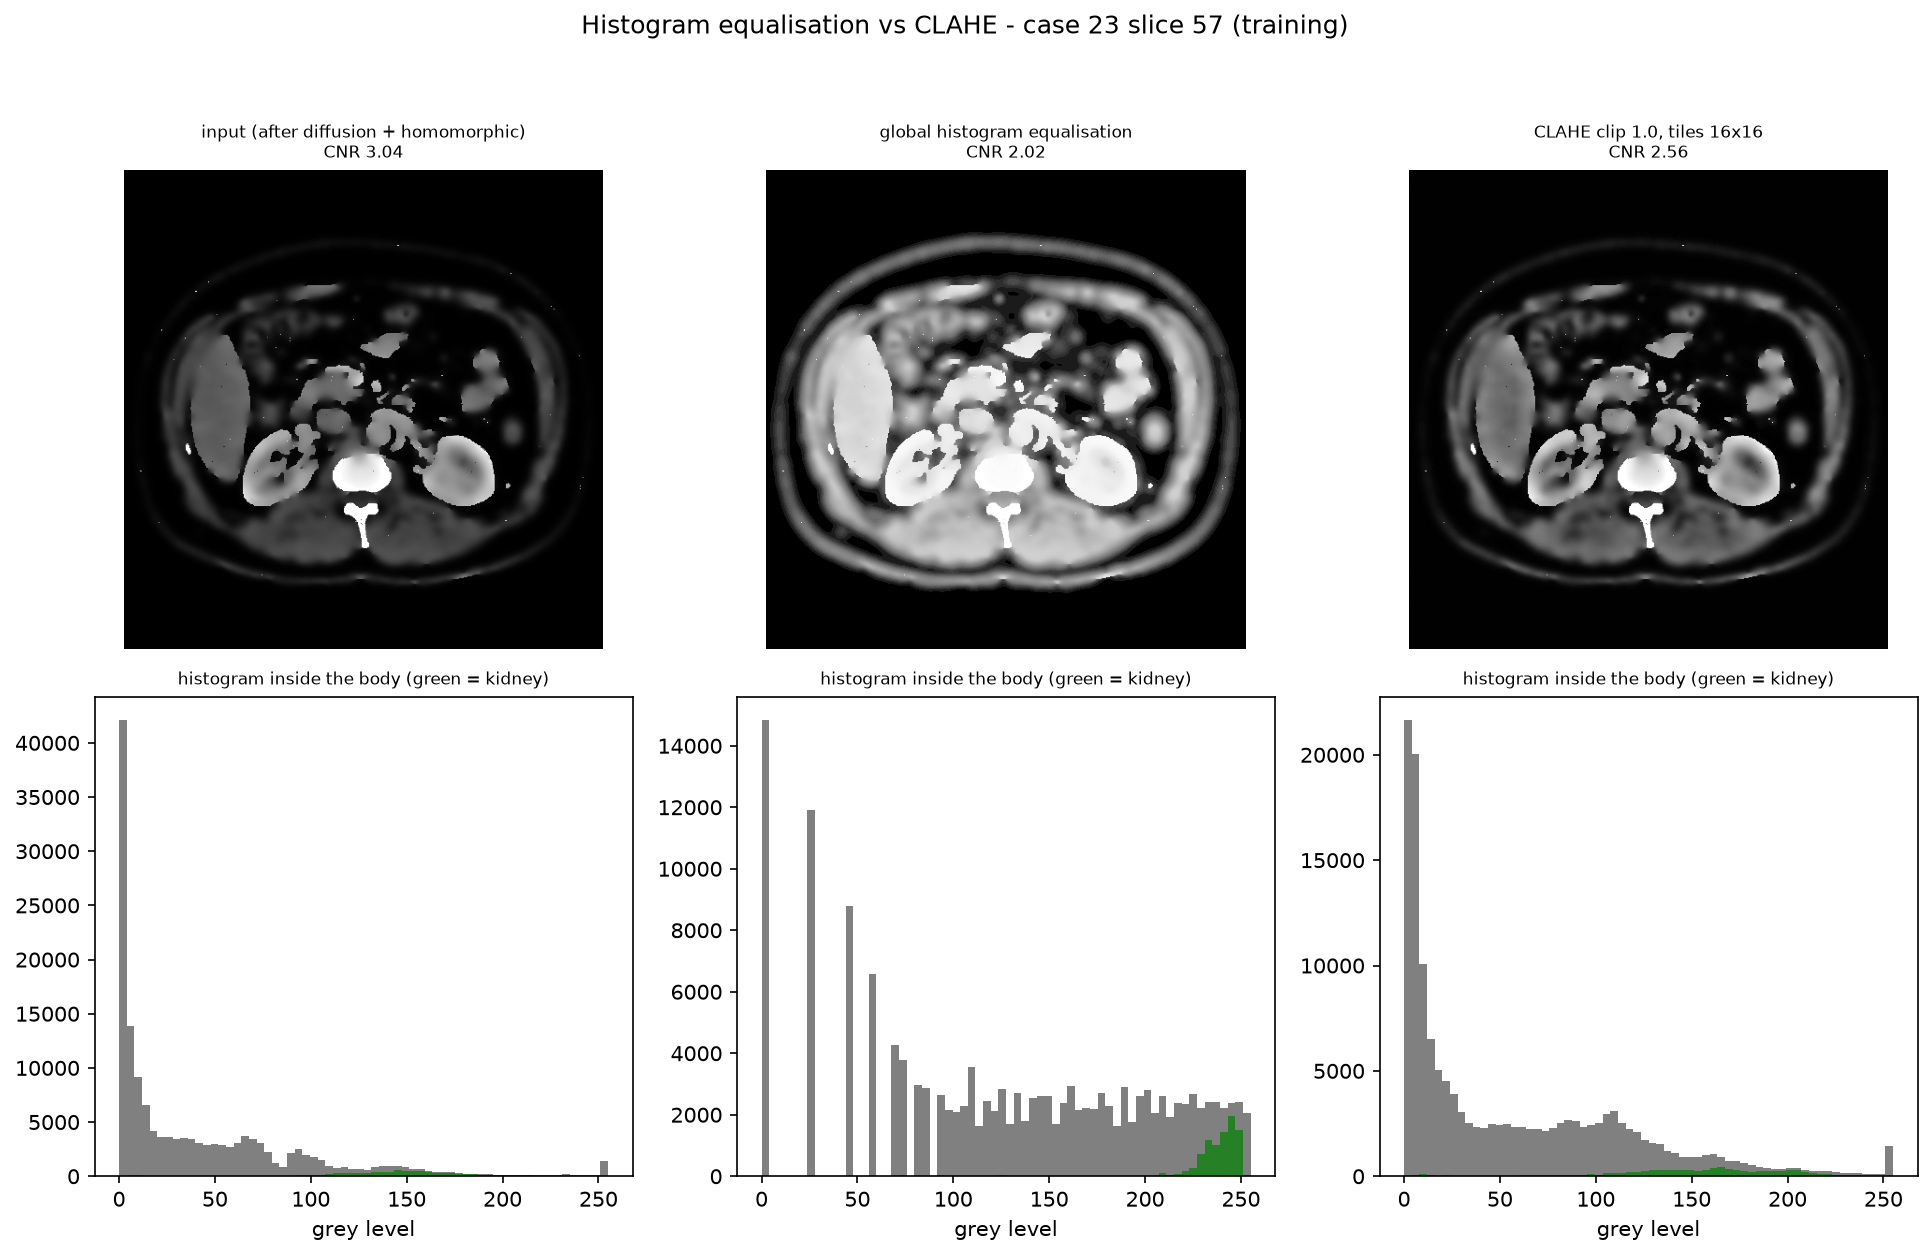 Histogram equalisation vs CLAHE - case 23 slice 57 (training)
input (after diffusion + homomorphic)
CNR 3.04
global histogram equalisation
CNR 2.02
CLAHE clip 1.0, tiles 16x16
CNR 2.56
histogram inside the body (green = kidney)
40000
35000
30000
25000
20000
15000
10000
5000
0
0 50 100 150 200 250
grey level
histogram inside the body (green = kidney)
14000
12000
10000
8000
6000
4000
2000
0
0 50 100 150 200 250
grey level
histogram inside the body (green = kidney)
20000
15000
10000
5000
0
0 50 100 150 200 250
grey level